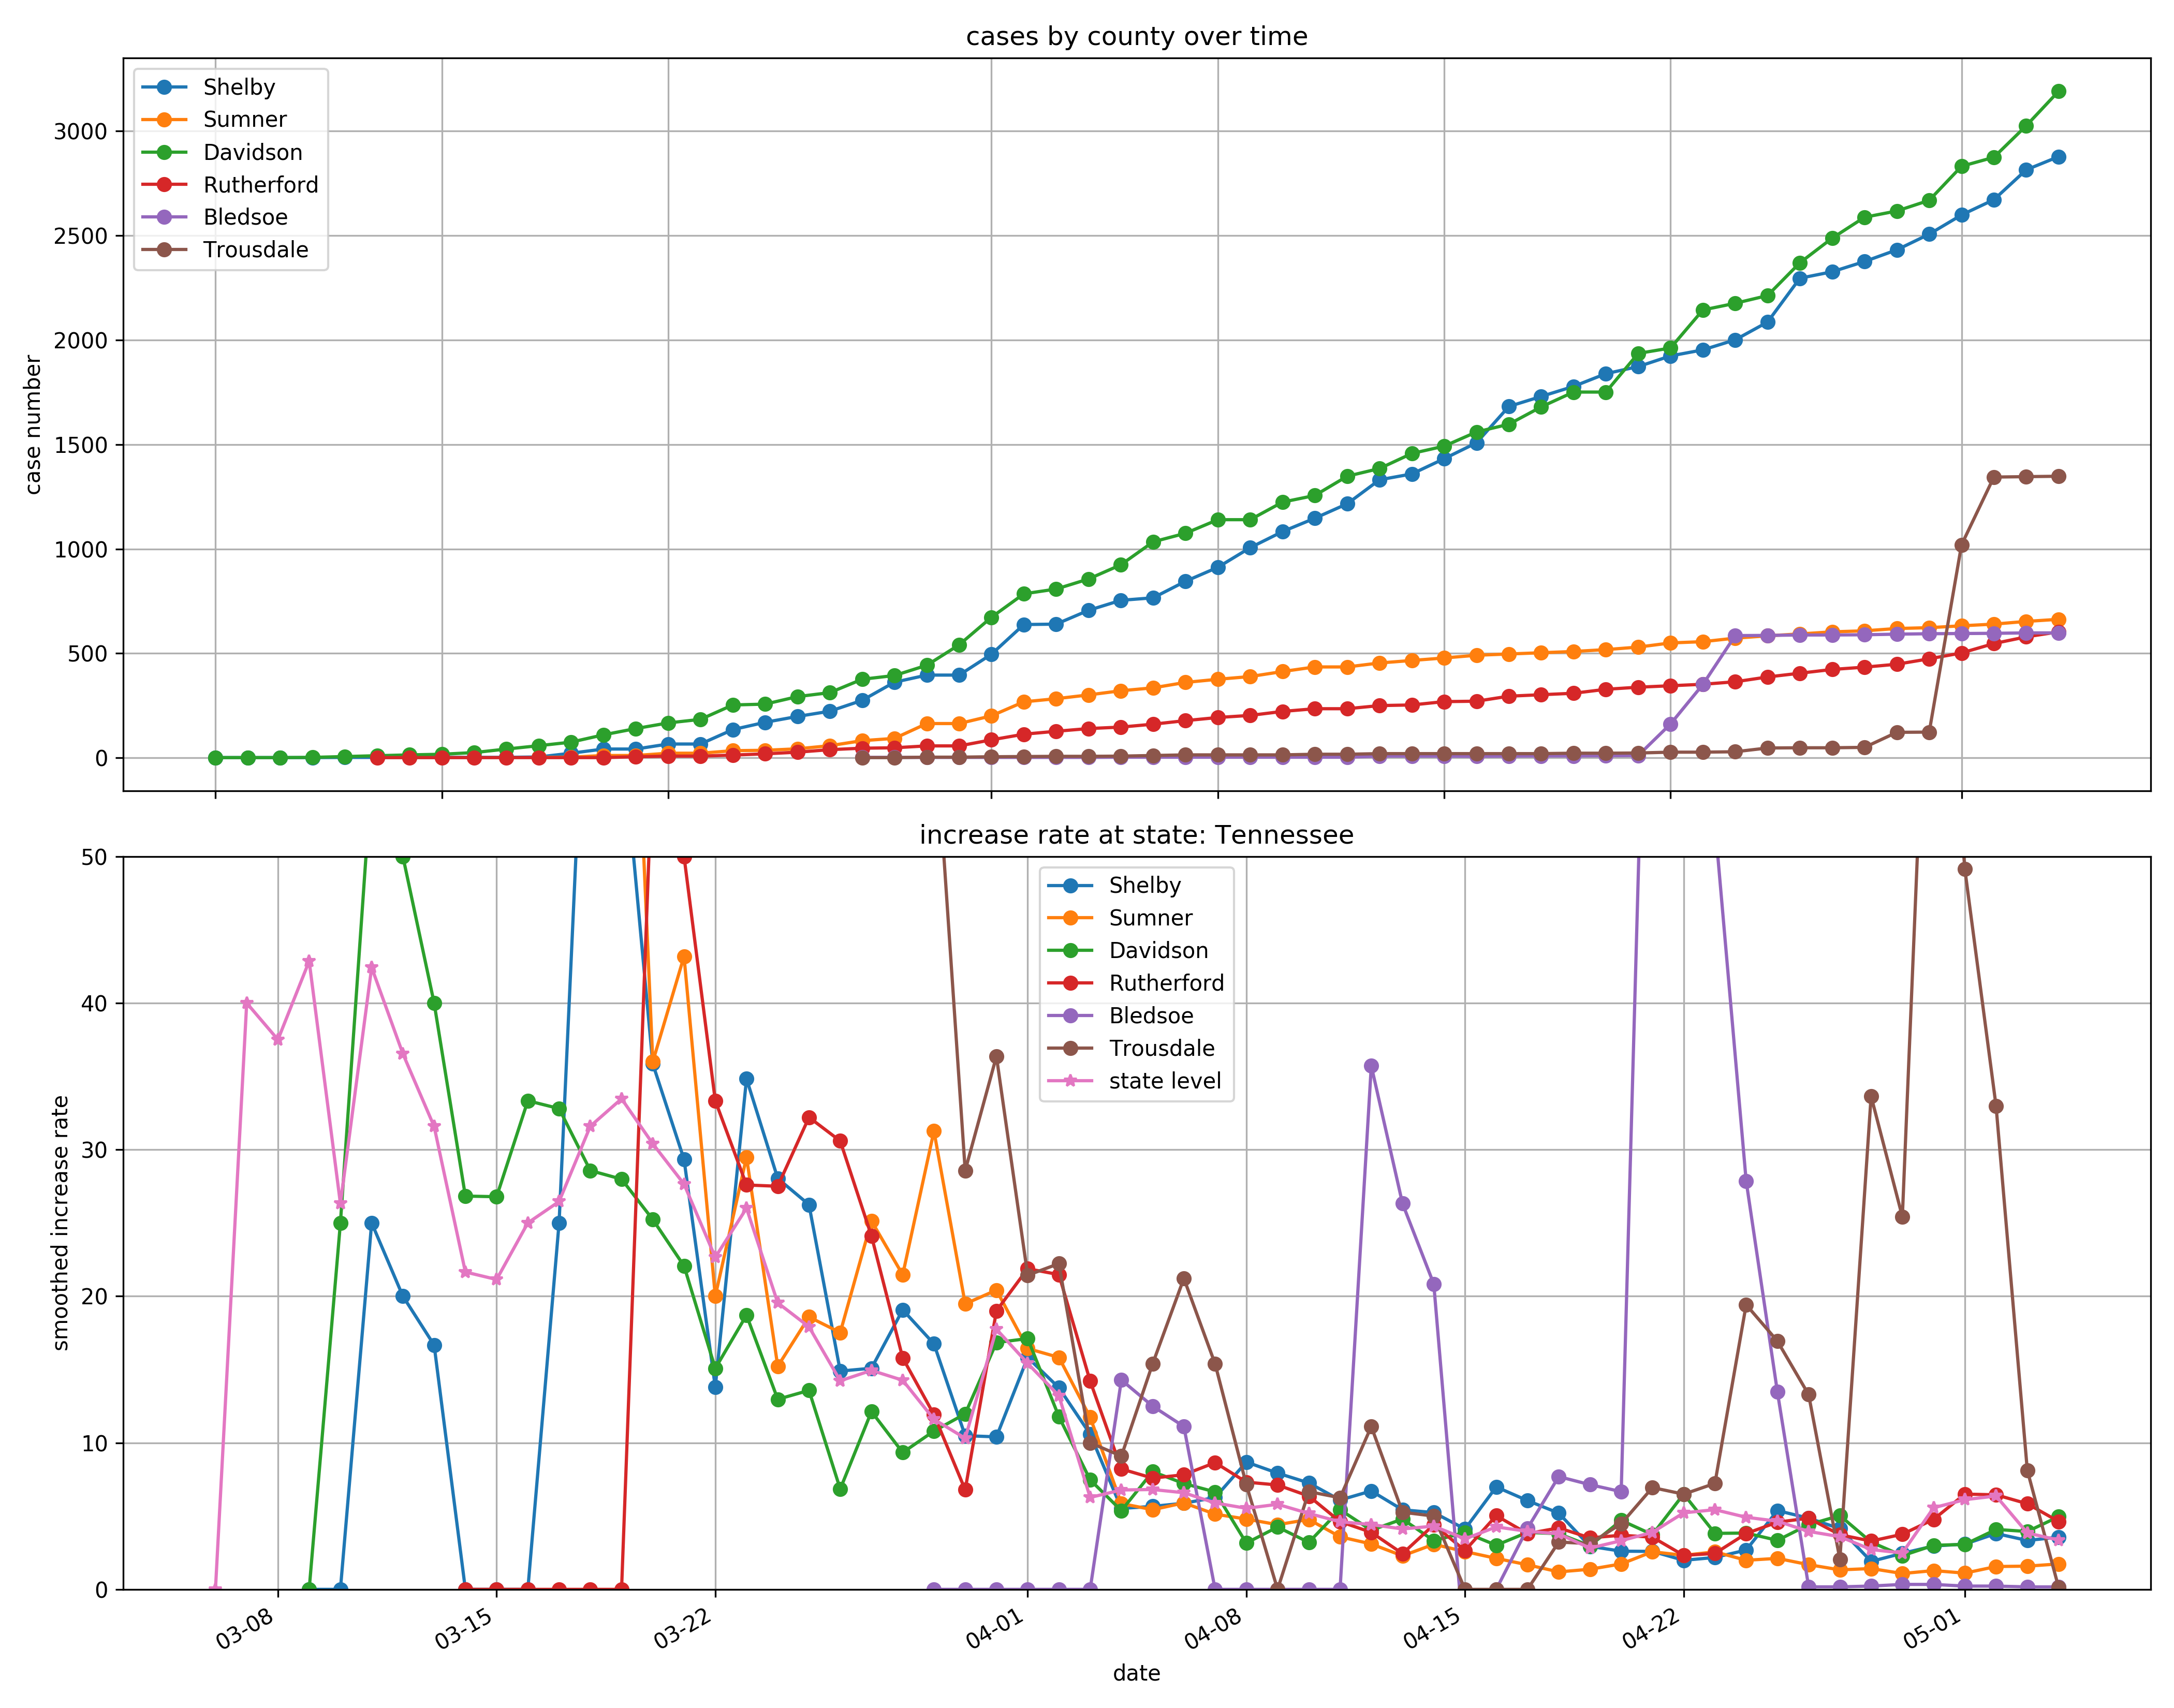 cases by county over time
Shelby
Sumner
Davidson
Rutherford
Bledsoe
Trousdale
3000
2500
2000
1500
1000
500
0
case number
increase rate at state: Tennessee
Shelby
Sumner
Davidson
Rutherford
Bledsoe
Trousdale
state level
50
40
30
20
10
0
smoothed increase rate
03-08
03-15
03-22
04-01
04-08
04-15
04-22
05-01
date